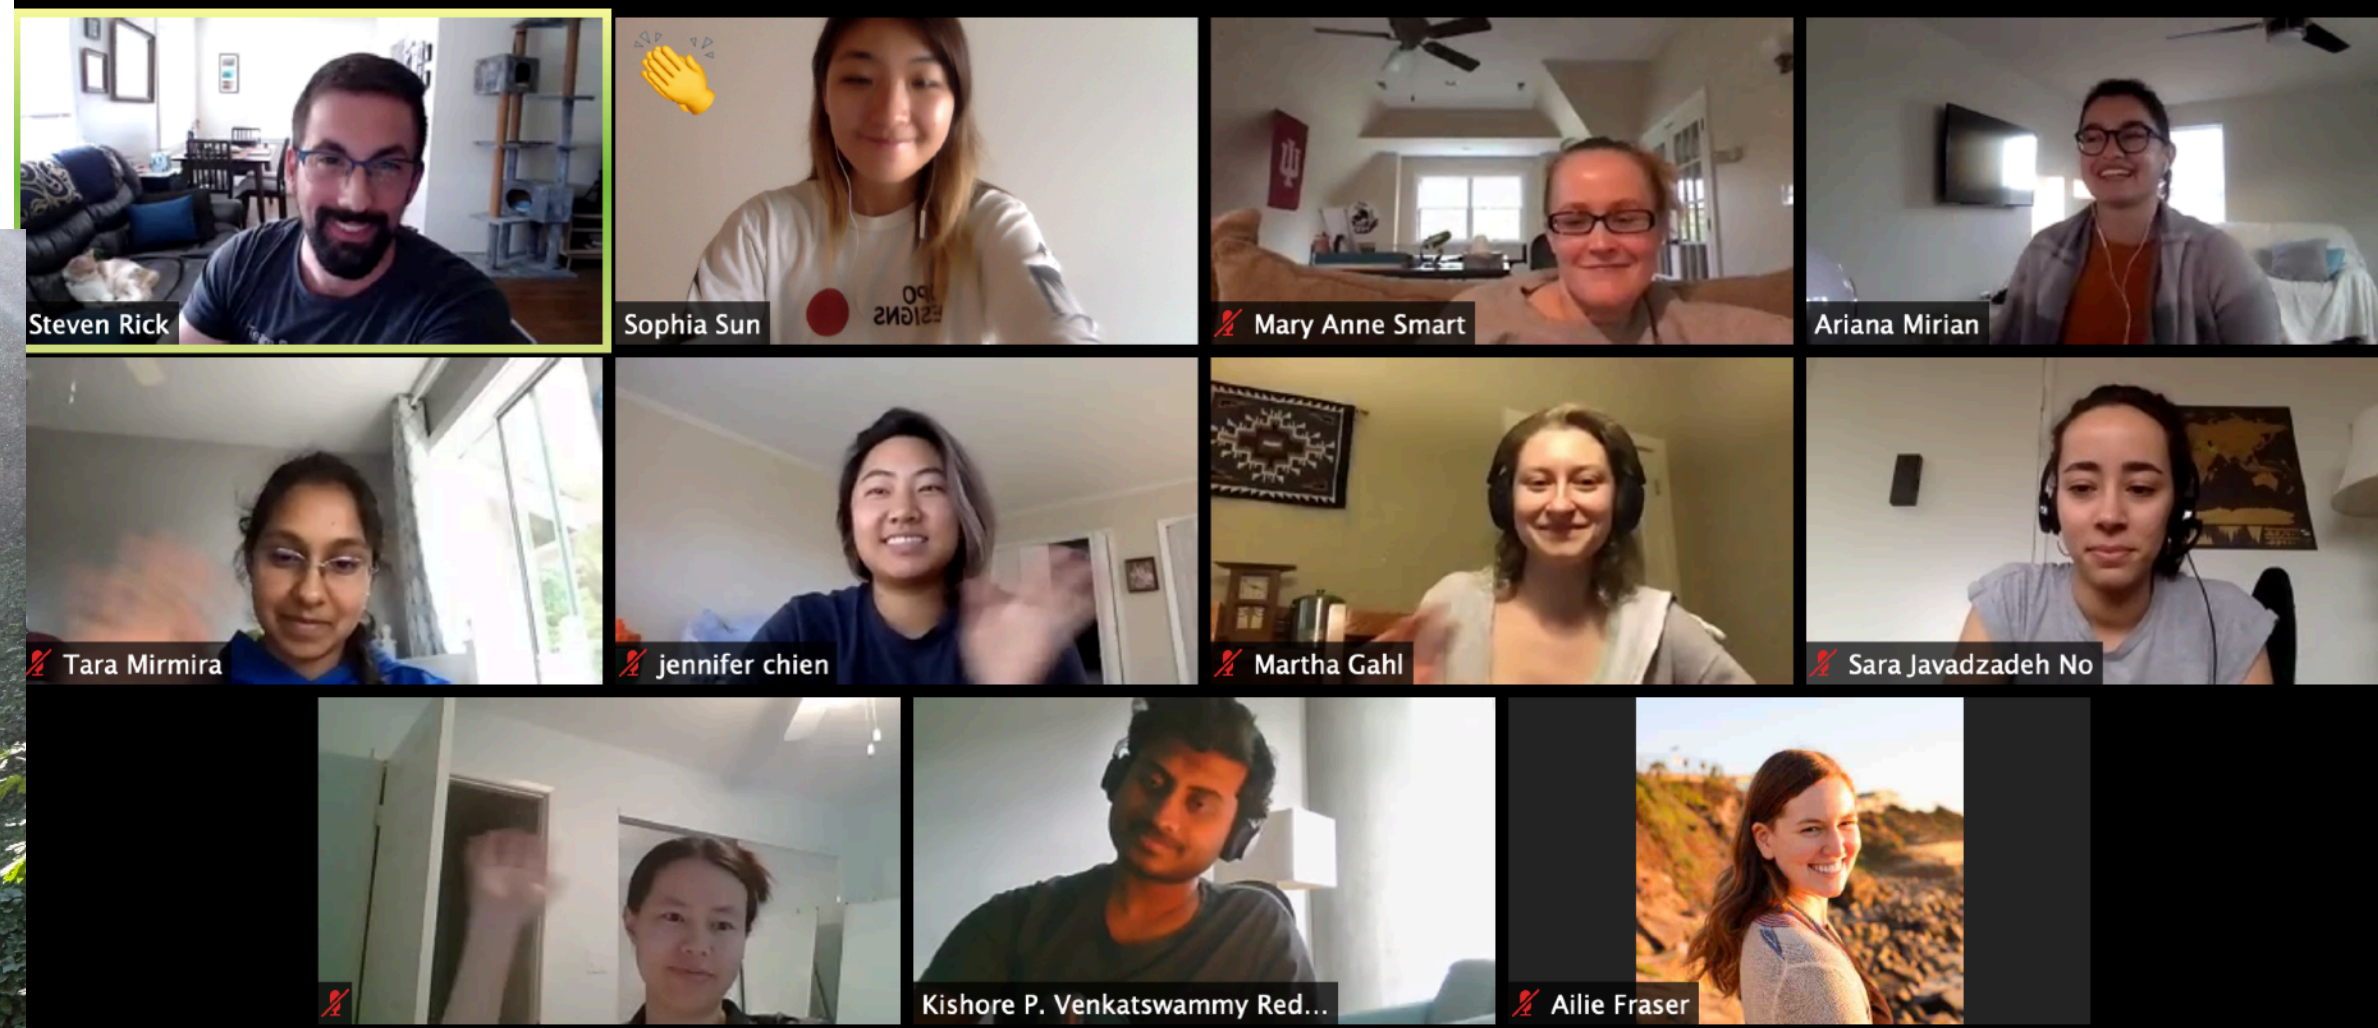 Steven Rick
Sophia Sun
Mary Anne Smart
Ariana Mirian
Tara Mirmira
jennifer chien
Martha Gahl
Sara Javadzadeh No
Kishore P. Venkatswammy Red...
Ailie Fraser